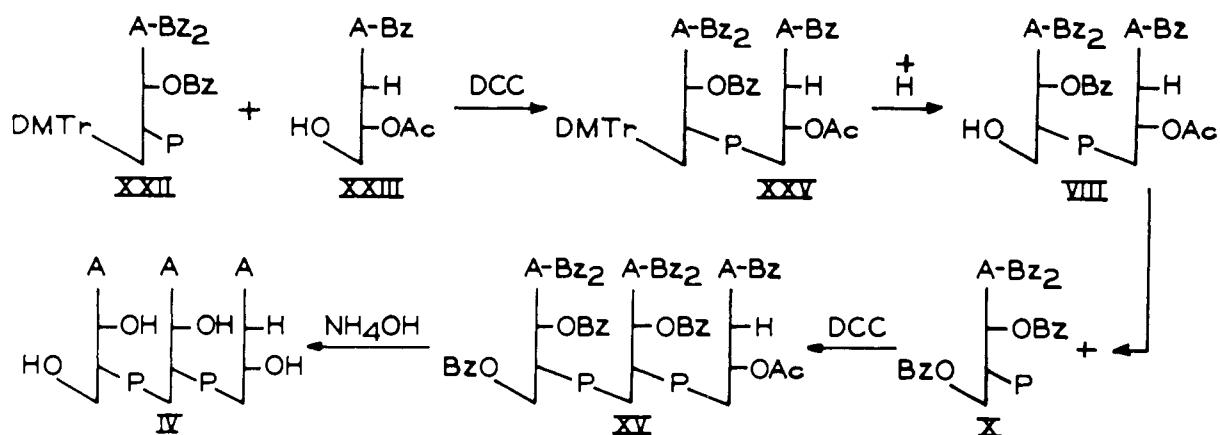 A-Bz₂ A-Bz A-Bz₂ A-Bz A-Bz₂ A-Bz
OBz H OBz H + H OBz H
DMTr P + HO OAc DCC DMTr P OAc HO P OAc
XXII XXIII XXV VIII
A A A A-Bz₂ A-Bz₂ A-Bz A-Bz₂
OH OH H NH₄OH OBz OBz H DCC OBz +
HO P P OH BzO P P OAc BzO P
IV XV X